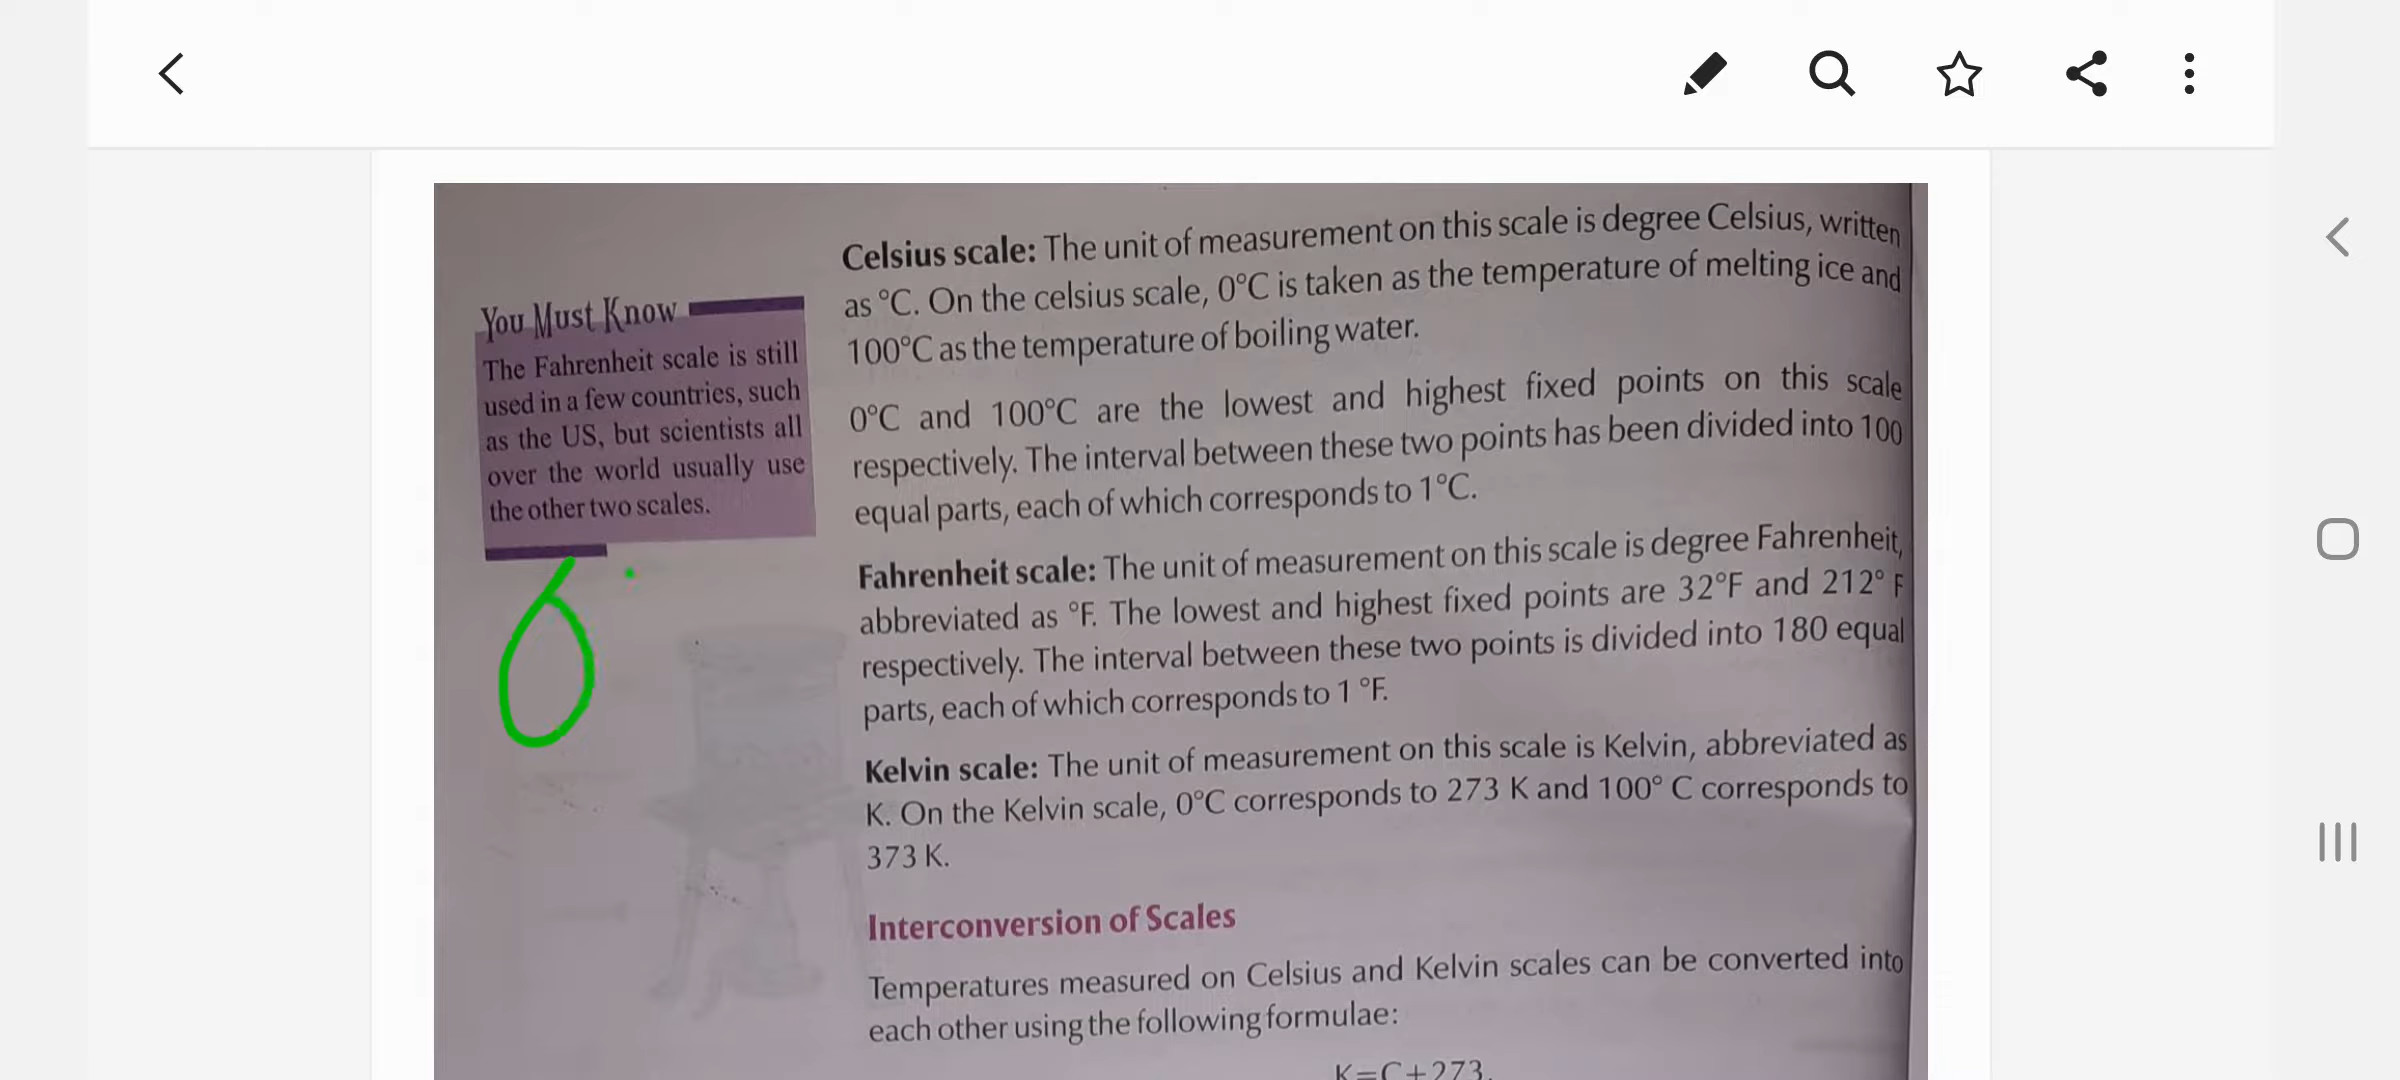 Celsius scale: The unit of measurement on this scale is degree Celsius, written
as °C. On the celsius scale, 0°C is taken as the temperature of melting ice and
100°C as the temperature of boiling water.
0°C and 100°C are the lowest and highest fixed points on this scale
respectively. The interval between these two points has been divided into 100
equal parts, each of which corresponds to 1°C.
You Must Know
The Fahrenheit scale is still
used in a few countries, such
as the US, but scientists all
over the world usually use
the other two scales.
0
Fahrenheit scale: The unit of measurement on this scale is degree Fahrenheit,
abbreviated as °F. The lowest and highest fixed points are 32°F and 212° F
respectively. The interval between these two points is divided into 180 equal
parts, each of which corresponds to 1 °F.
Kelvin scale: The unit of measurement on this scale is Kelvin, abbreviated as
K. On the Kelvin scale, 0°C corresponds to 273 K and 100° C corresponds to
373 K.
Interconversion of Scales
Temperatures measured on Celsius and Kelvin scales can be converted into
each other using the following formulae:
K=C+273.